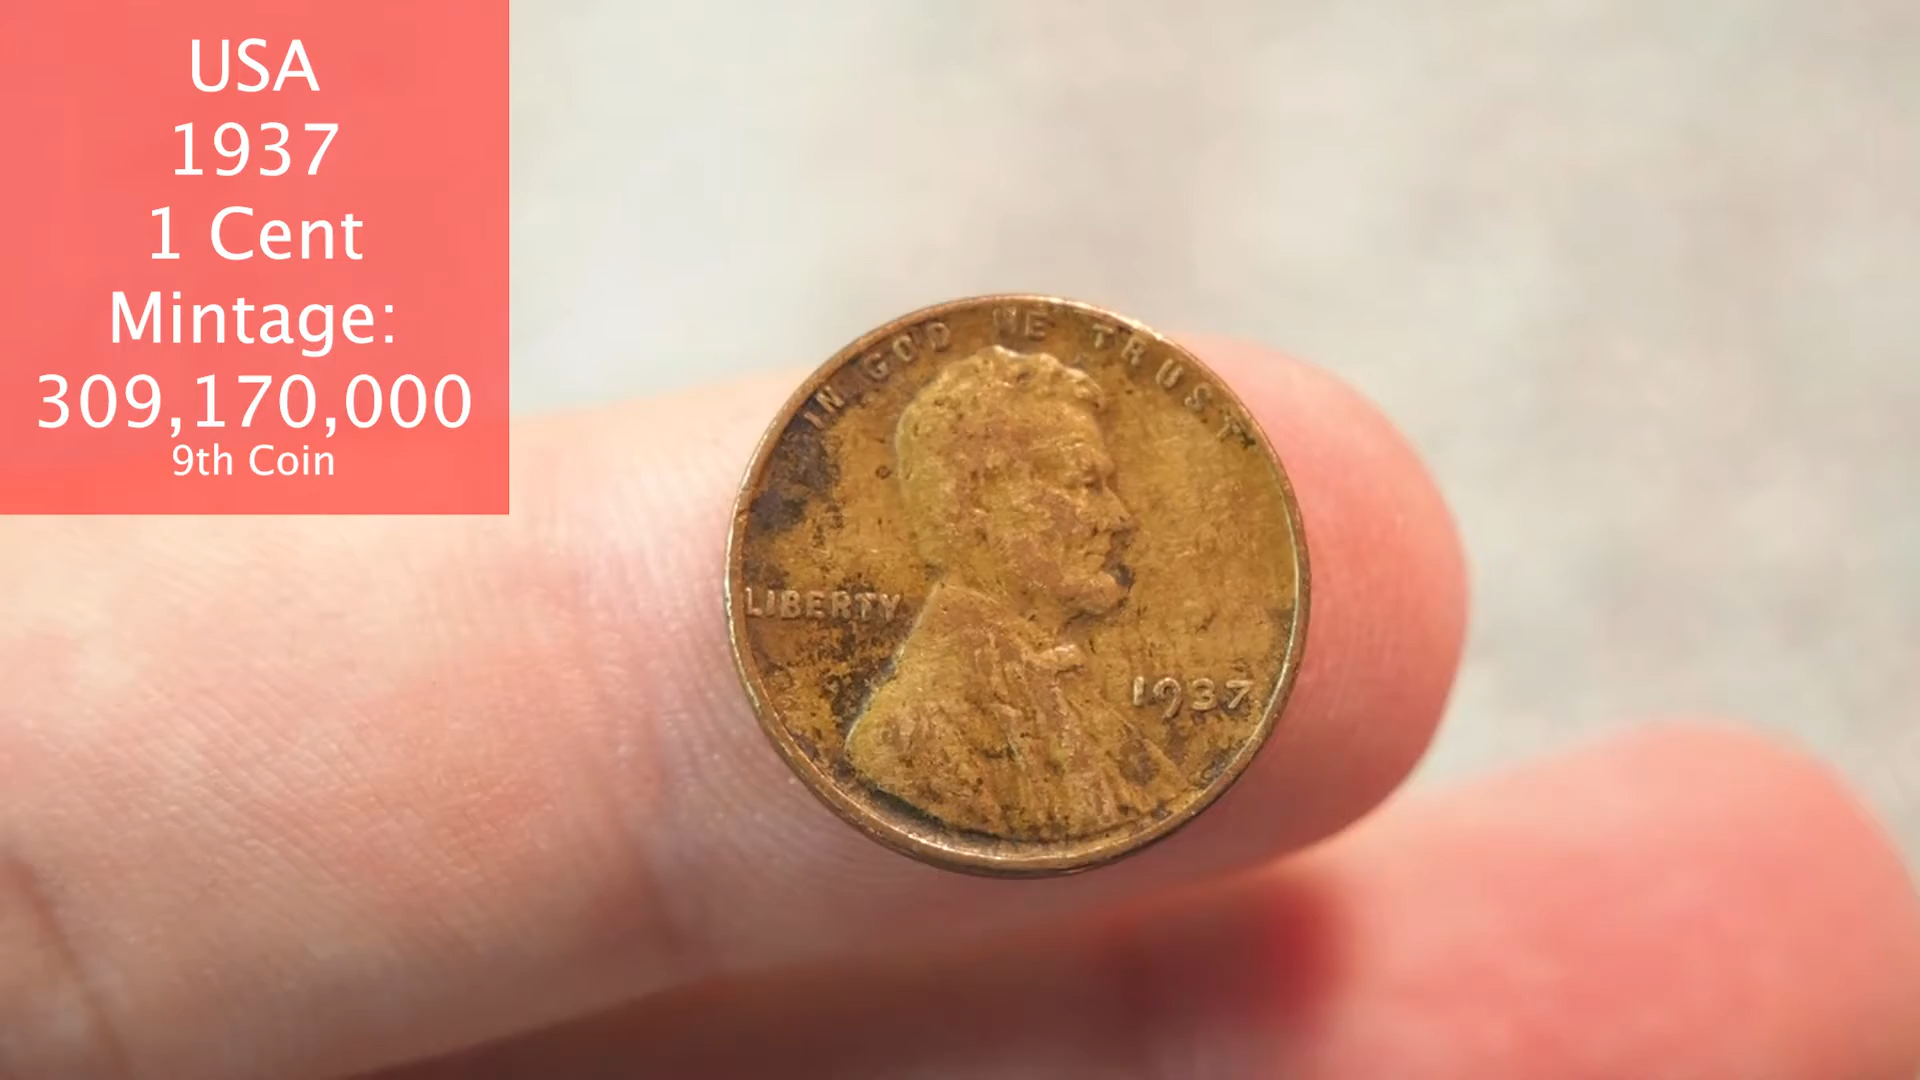 USA
1937
1 Cent
Mintage:
309,170,000
9th Coin
IN GOD WE TRUST
LIBERTY
1937